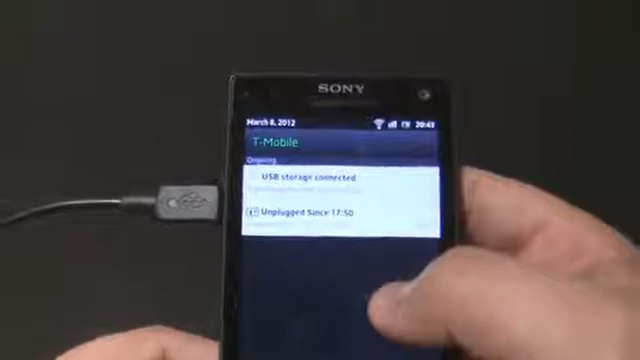 SONY
March 8, 2012 20:43
T-Mobile
Ongoing
USB storage connected
Unplugged Since 17:50